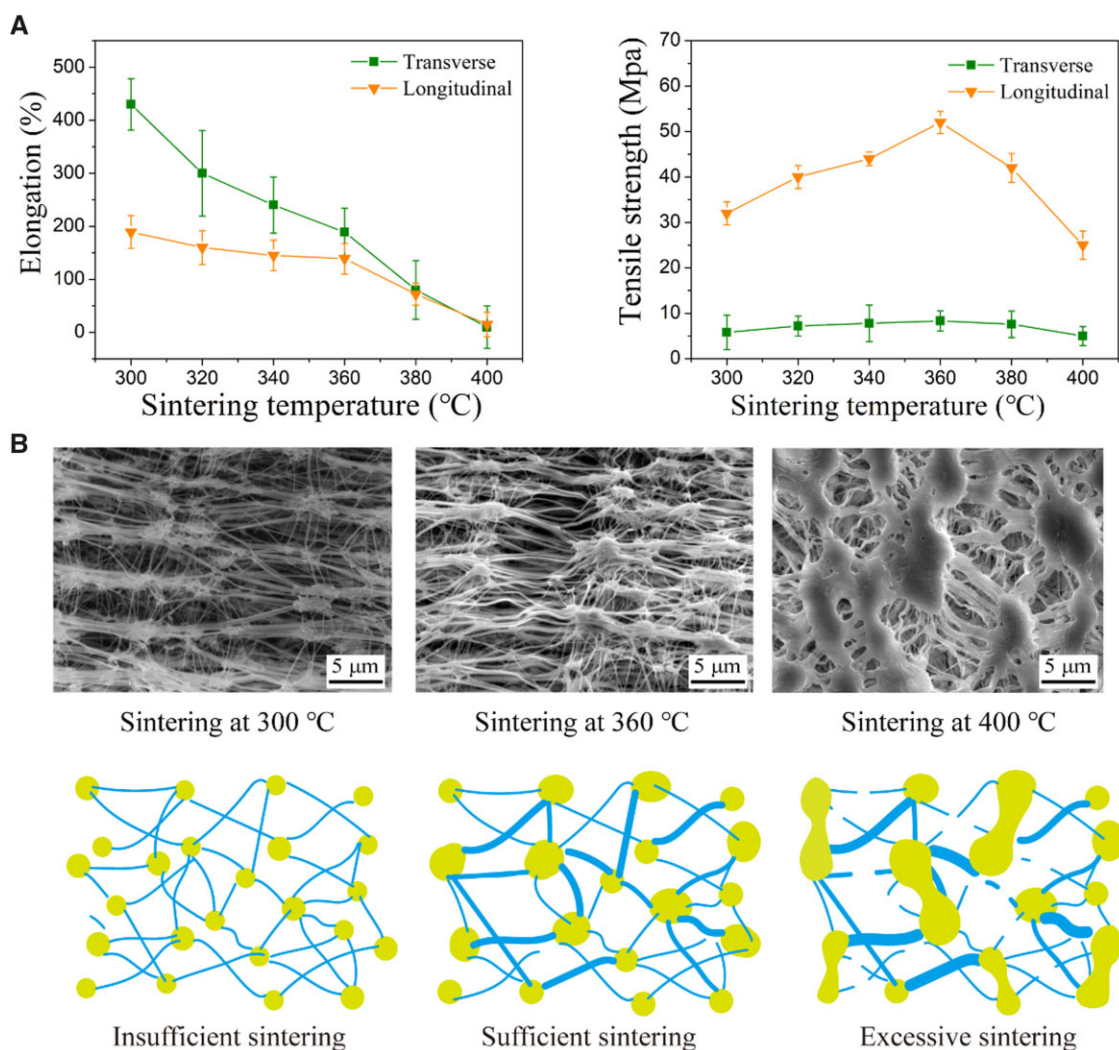 A
Elongation (%)
500
400
300
200
100
0
Transverse
Longitudinal
300 320 340 360 380 400
Sintering temperature (℃)
Tensile strength (Mpa)
70
60
50
40
30
20
10
0
Transverse
Longitudinal
300 320 340 360 380 400
Sintering temperature (℃)
B
5 μm
5 μm
5 μm
Sintering at 300 ℃
Sintering at 360 ℃
Sintering at 400 ℃
Insufficient sintering
Sufficient sintering
Excessive sintering